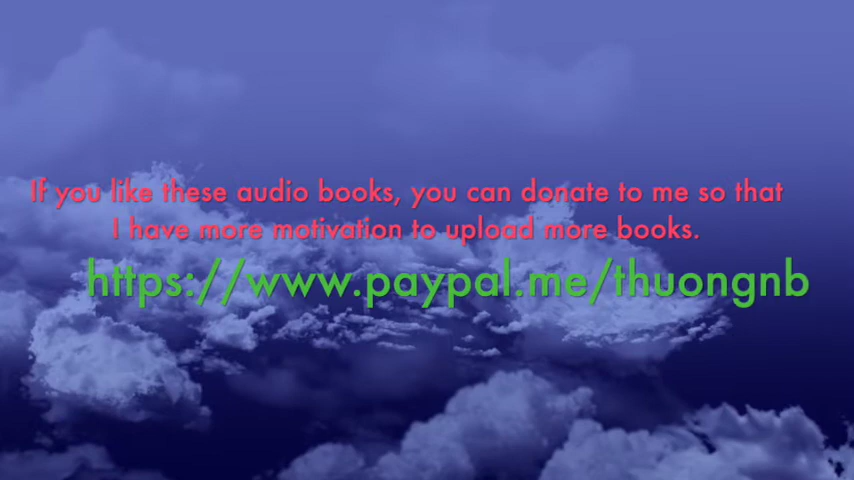 If you like these audio books, you can donate to me so that
I have more motivation to upload more books.
https://www.paypal.me/thuongnb